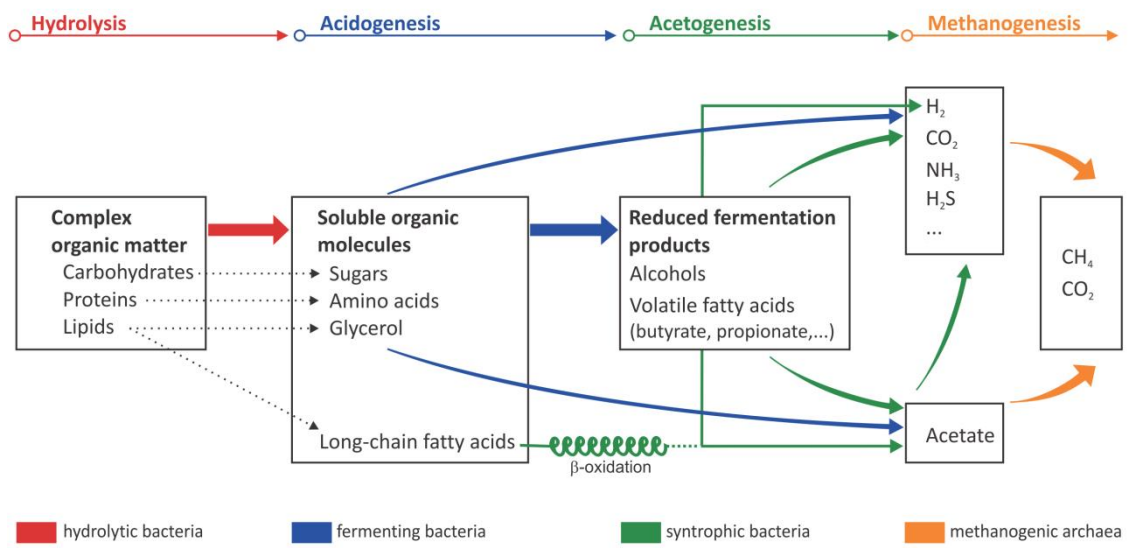 Hydrolysis
Acidogenesis
Acetogenesis
Methanogenesis
Complex
organic matter
Carbohydrates
Proteins
Lipids
Soluble organic
molecules
Sugars
Amino acids
Glycerol
Long-chain fatty acids
β-oxidation
Reduced fermentation
products
Alcohols
Volatile fatty acids
(butyrate, propionate,...)
H₂
CO₂
NH₃
H₂S
...
Acetate
CH₄
CO₂
hydrolytic bacteria
fermenting bacteria
syntrophic bacteria
methanogenic archaea